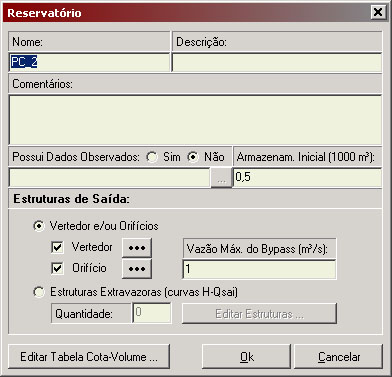 Reservatório
Nome: Descrição:
PC_2
Comentários:
Possui Dados Observados: Sim Não Armazenam. Inicial (1000 m³):
... 0,5
Estruturas de Saída:
Vertedor e/ou Orifícios
Vertedor ••• Vazão Máx. do Bypass (m³/s):
Orifício ••• 1
Estruturas Extravazoras (curvas H-Qsai)
Quantidade: 0 Editar Estruturas ...
Editar Tabela Cota-Volume ... Ok Cancelar